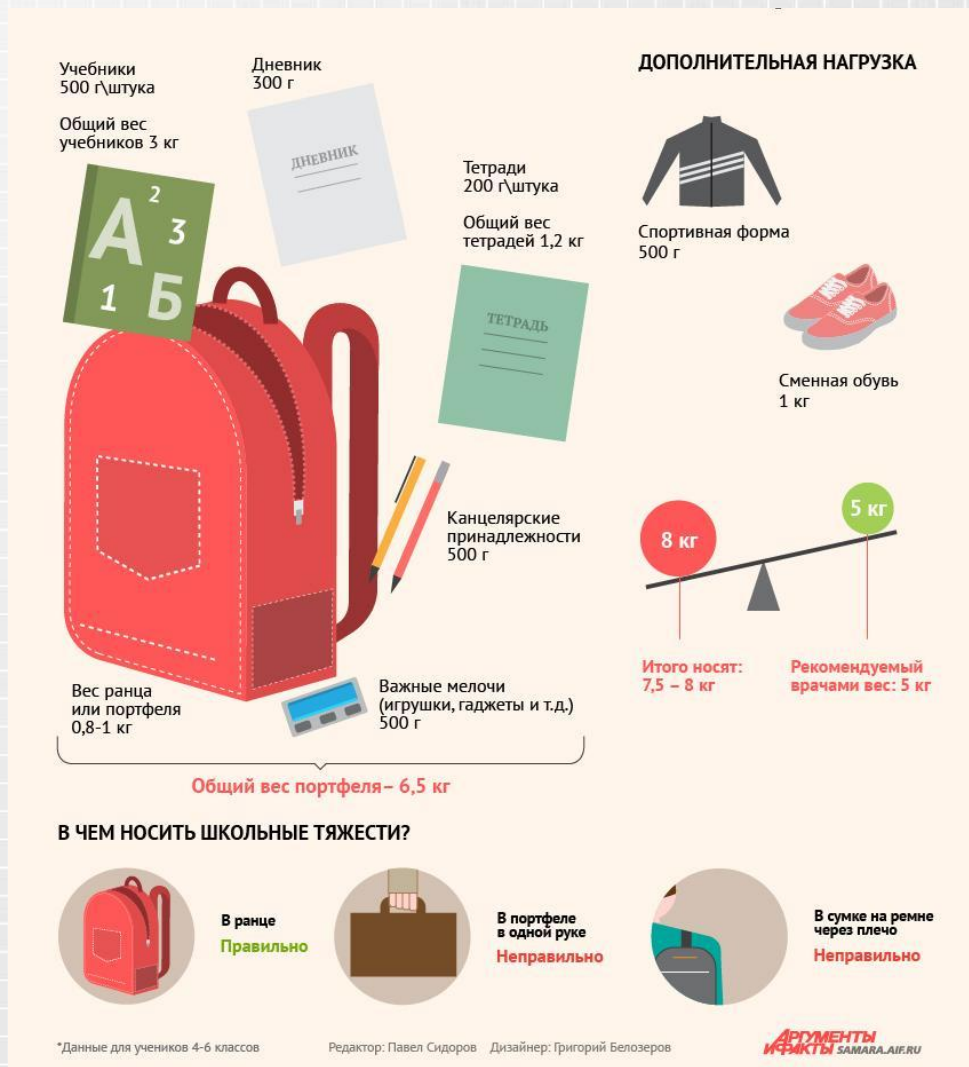 Учебники
500 г\штука
Общий вес
учебников 3 кг
Дневник
300 г
ДНЕВНИК
А
Б
1
2
3
Тетради
200 г\штука
Общий вес
тетрадей 1,2 кг
ТЕТРАДЬ
Канцелярские
принадлежности
500 г
Вес ранца
или портфеля
0,8-1 кг
Важные мелочи
(игрушки, гаджеты и т.д.)
500 г
Общий вес портфеля– 6,5 кг
ДОПОЛНИТЕЛЬНАЯ НАГРУЗКА
Спортивная форма
500 г
Сменная обувь
1 кг
8 кг
5 кг
Итого носят:
7,5 – 8 кг
Рекомендуемый
врачами вес: 5 кг
В ЧЕМ НОСИТЬ ШКОЛЬНЫЕ ТЯЖЕСТИ?
В ранце
Правильно
В портфеле
в одной руке
Неправильно
В сумке на ремне
через плечо
Неправильно
*Данные для учеников 4-6 классов
Редактор: Павел Сидоров Дизайнер: Григорий Белозеров
АРГУМЕНТЫ
И ФАКТЫ SAMARA.AIF.RU